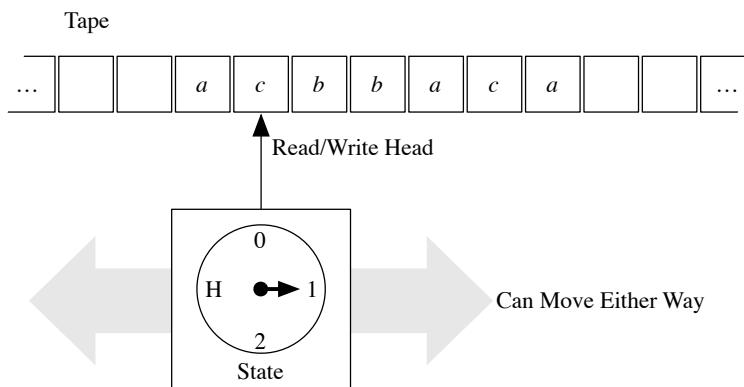 Tape
... a c b b a c a ...
Read/Write Head
0
H 1
Can Move Either Way
2
State